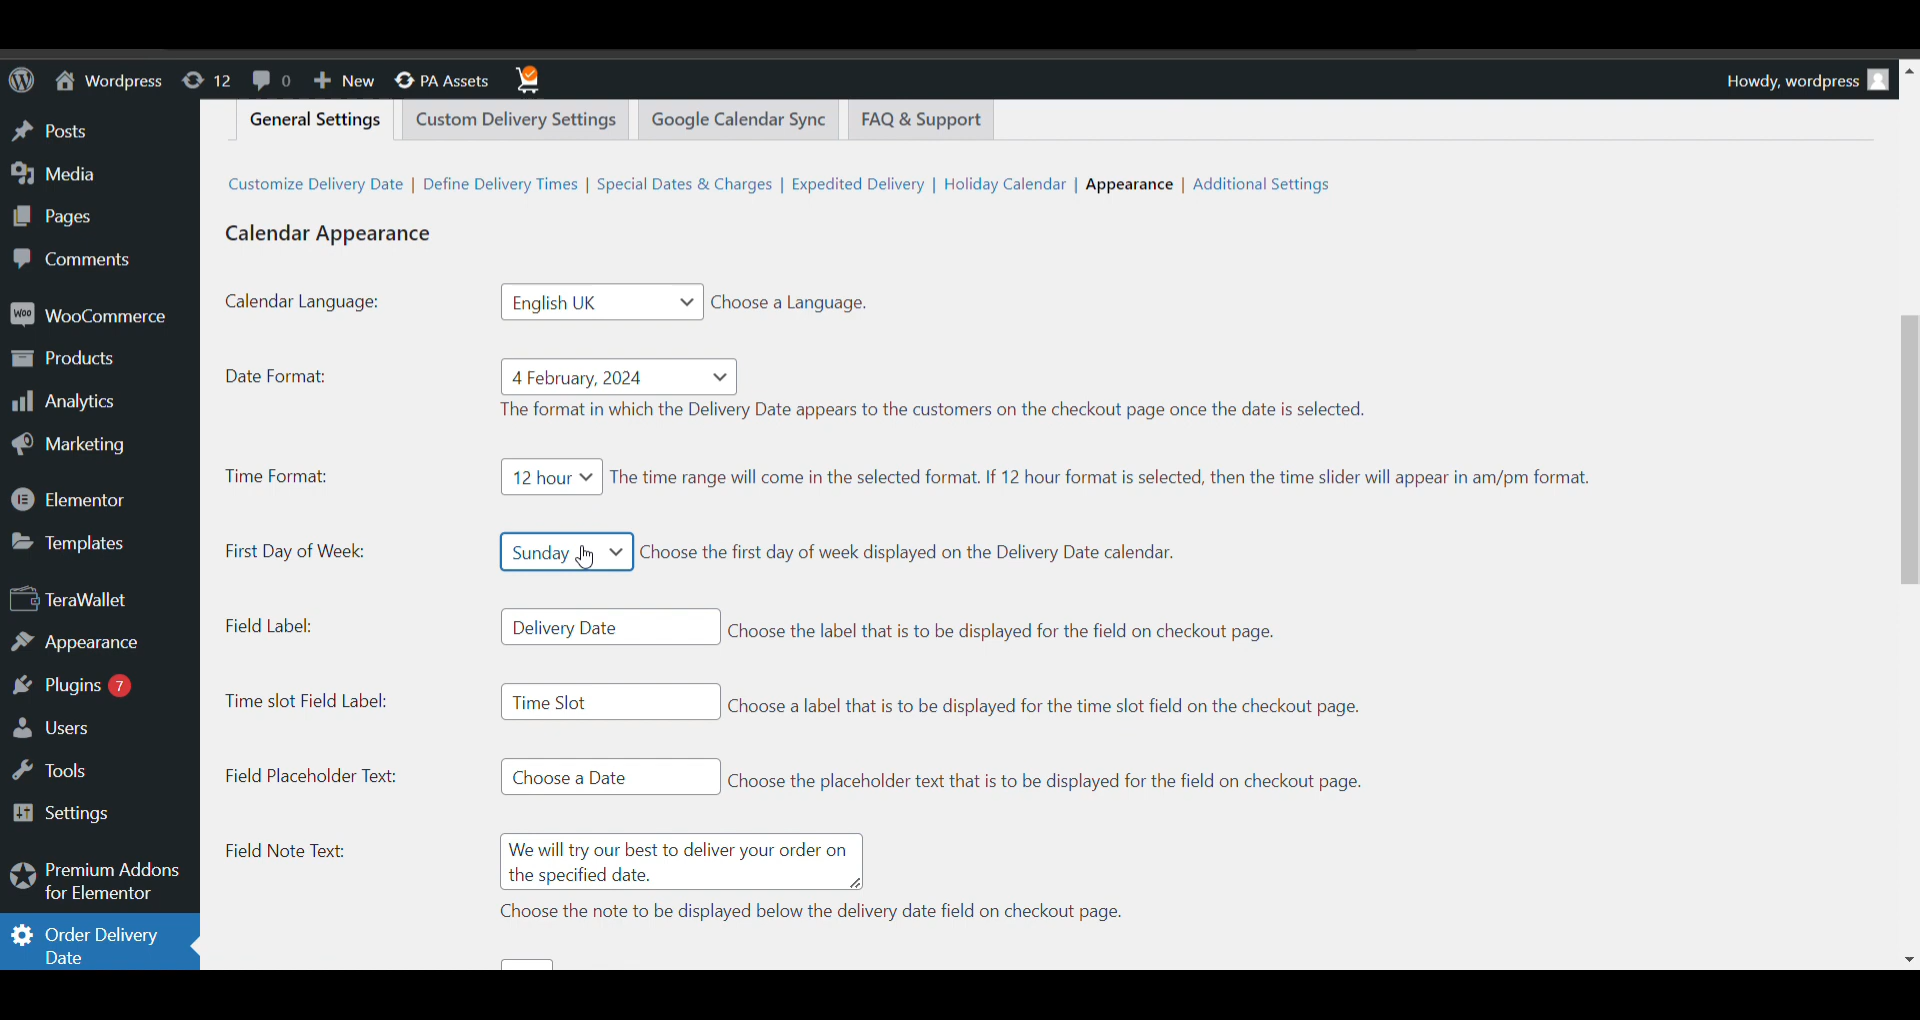 Wordpress 12 0 New PA Assets Howdy, wordpress
Posts
Media
Pages
Comments
WooCommerce
Products
Analytics
Marketing
Elementor
Templates
TeraWallet
Appearance
Plugins 7
Users
Tools
Settings
Premium Addons
for Elementor
Order Delivery
Date
General Settings Custom Delivery Settings Google Calendar Sync FAQ & Support
Customize Delivery Date | Define Delivery Times | Special Dates & Charges | Expedited Delivery | Holiday Calendar | Appearance | Additional Settings
Calendar Appearance
Calendar Language: English UK Choose a Language.
Date Format: 4 February, 2024
The format in which the Delivery Date appears to the customers on the checkout page once the date is selected.
Time Format: 12 hour The time range will come in the selected format. If 12 hour format is selected, then the time slider will appear in am/pm format.
First Day of Week: Sunday Choose the first day of week displayed on the Delivery Date calendar.
Field Label: Delivery Date Choose the label that is to be displayed for the field on checkout page.
Time slot Field Label: Time Slot Choose a label that is to be displayed for the time slot field on the checkout page.
Field Placeholder Text: Choose a Date Choose the placeholder text that is to be displayed for the field on checkout page.
Field Note Text: We will try our best to deliver your order on
the specified date.
Choose the note to be displayed below the delivery date field on checkout page.